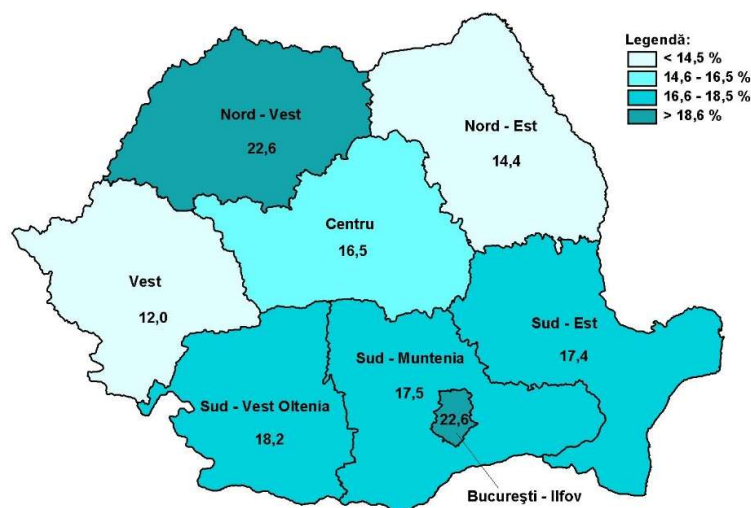 Legendă:
< 14,5 %
14,6 - 16,5 %
16,6 - 18,5 %
> 18,6 %
Nord - Vest
22,6
Nord - Est
14,4
Centru
16,5
Vest
12,0
Sud - Est
17,4
Sud - Muntenia
17,5
Sud - Vest Oltenia
18,2
22,6
Bucureşti - Ilfov